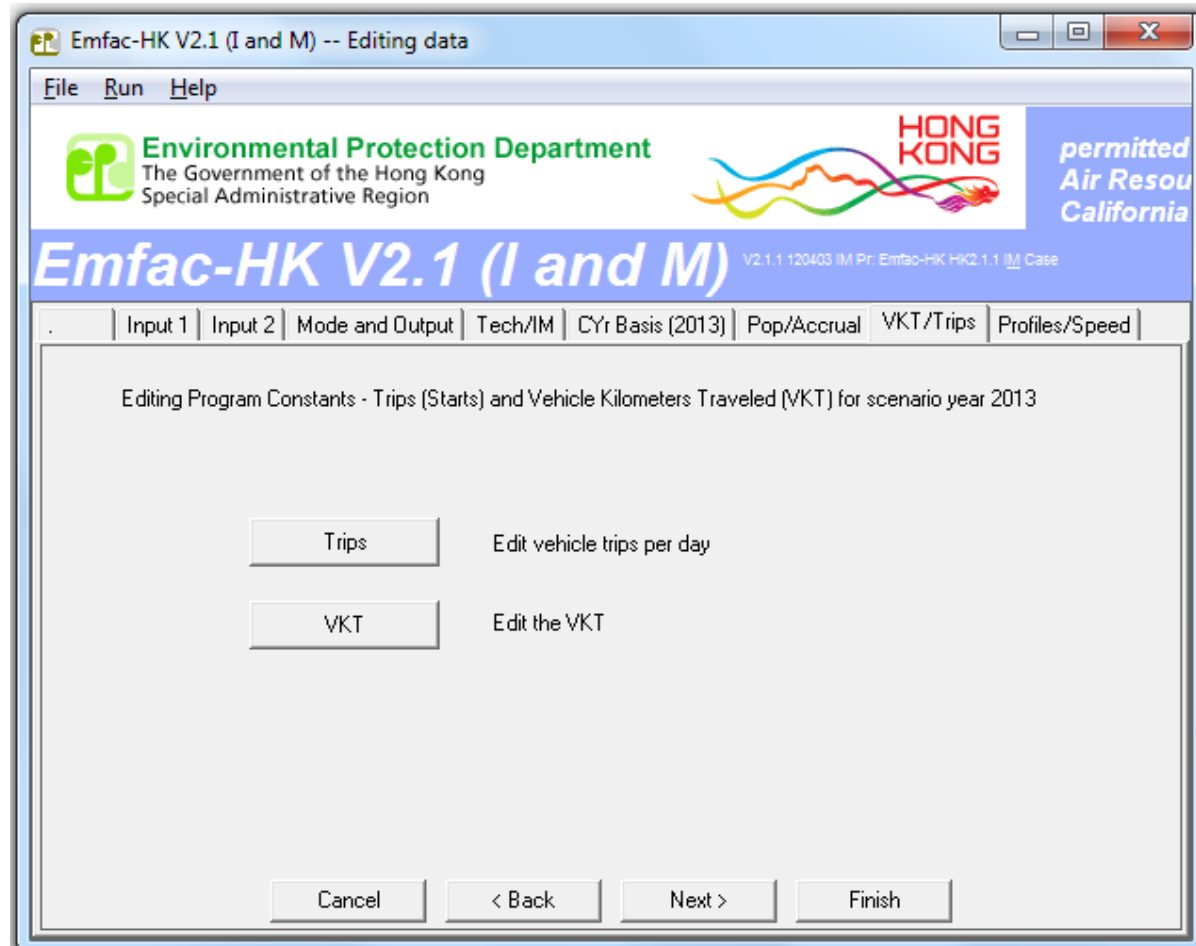 Emfac-HK V2.1 (I and M) -- Editing data
File Run Help
Environmental Protection Department
The Government of the Hong Kong
Special Administrative Region
HONG
KONG
permitted
Air Resou
California
Emfac-HK V2.1 (I and M) V2.1.1 120403 IM Pr: Emfac-HK HK2.1.1 IM Case
. Input 1 Input 2 Mode and Output Tech/IM CYr Basis (2013) Pop/Accrual VKT/Trips Profiles/Speed
Editing Program Constants - Trips (Starts) and Vehicle Kilometers Traveled (VKT) for scenario year 2013
Trips Edit vehicle trips per day
VKT Edit the VKT
Cancel < Back Next > Finish